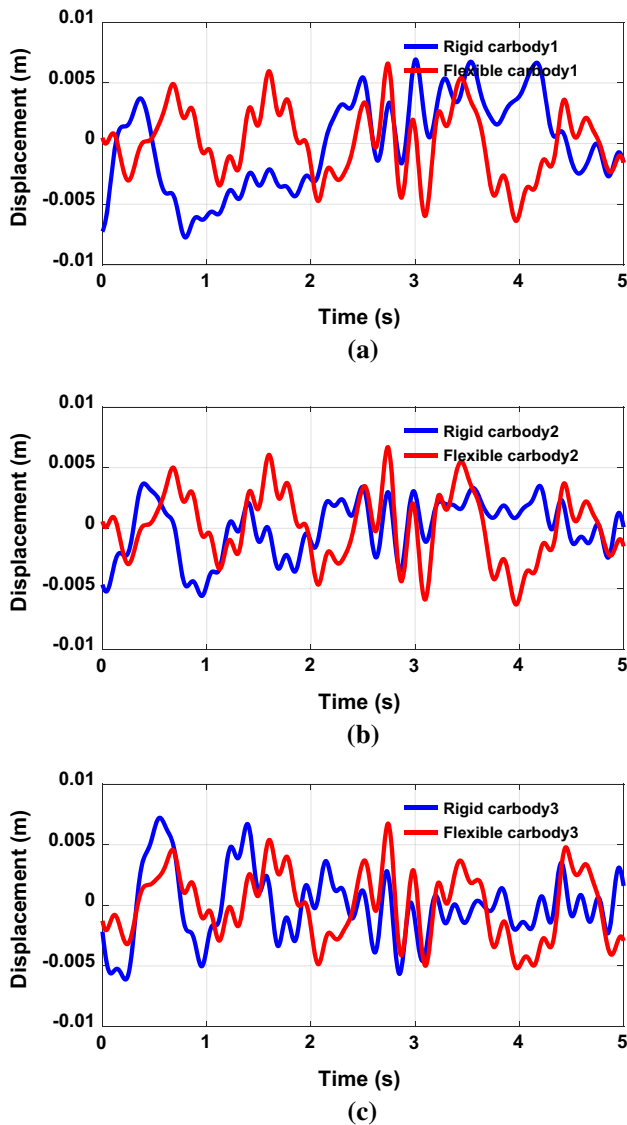 0.01
0.005
0
-0.005
-0.01
Displacement (m)
Rigid carbody1
Flexible carbody1
0 1 2 3 4 5
Time (s)
(a)
0.01
0.005
0
-0.005
-0.01
Displacement (m)
Rigid carbody2
Flexible carbody2
0 1 2 3 4 5
Time (s)
(b)
0.01
0.005
0
-0.005
-0.01
Displacement (m)
Rigid carbody3
Flexible carbody3
0 1 2 3 4 5
Time (s)
(c)